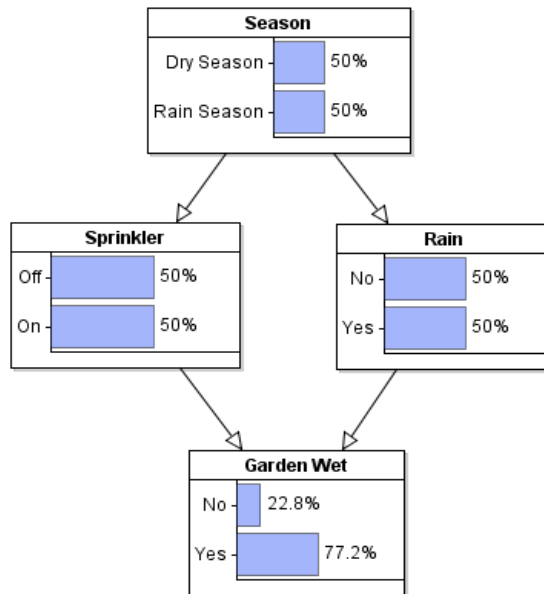 Season
Dry Season 50%
Rain Season 50%
Sprinkler
Off 50%
On 50%
Rain
No 50%
Yes 50%
Garden Wet
No 22.8%
Yes 77.2%